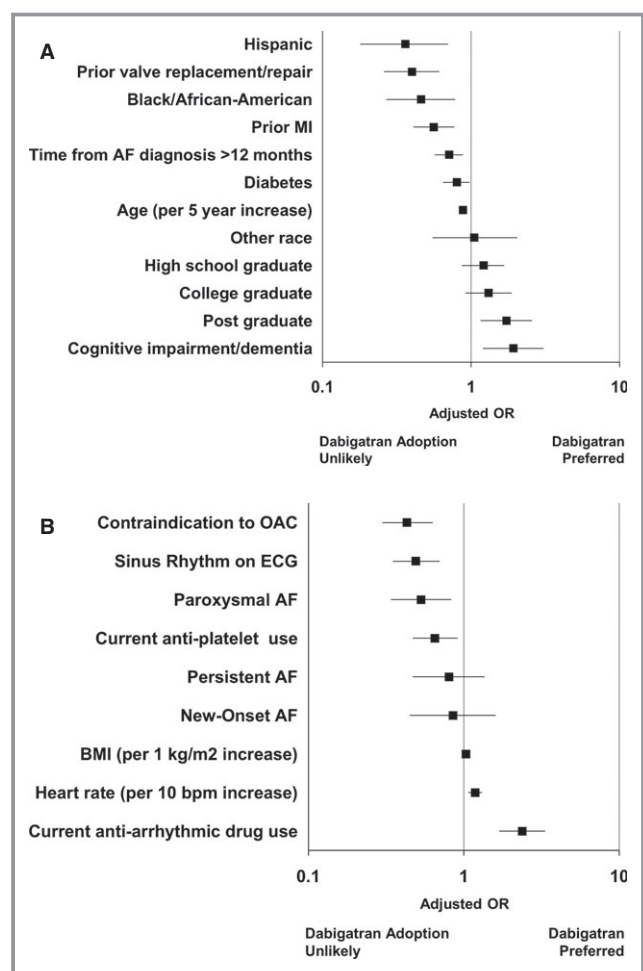 A
Hispanic
Prior valve replacement/repair
Black/African-American
Prior MI
Time from AF diagnosis >12 months
Diabetes
Age (per 5 year increase)
Other race
High school graduate
College graduate
Post graduate
Cognitive impairment/dementia
0.1 1 10
Adjusted OR
Dabigatran Adoption Dabigatran
Unlikely Preferred
B
Contraindication to OAC
Sinus Rhythm on ECG
Paroxysmal AF
Current anti-platelet use
Persistent AF
New-Onset AF
BMI (per 1 kg/m2 increase)
Heart rate (per 10 bpm increase)
Current anti-arrhythmic drug use
0.1 1 10
Adjusted OR
Dabigatran Adoption Dabigatran
Unlikely Preferred